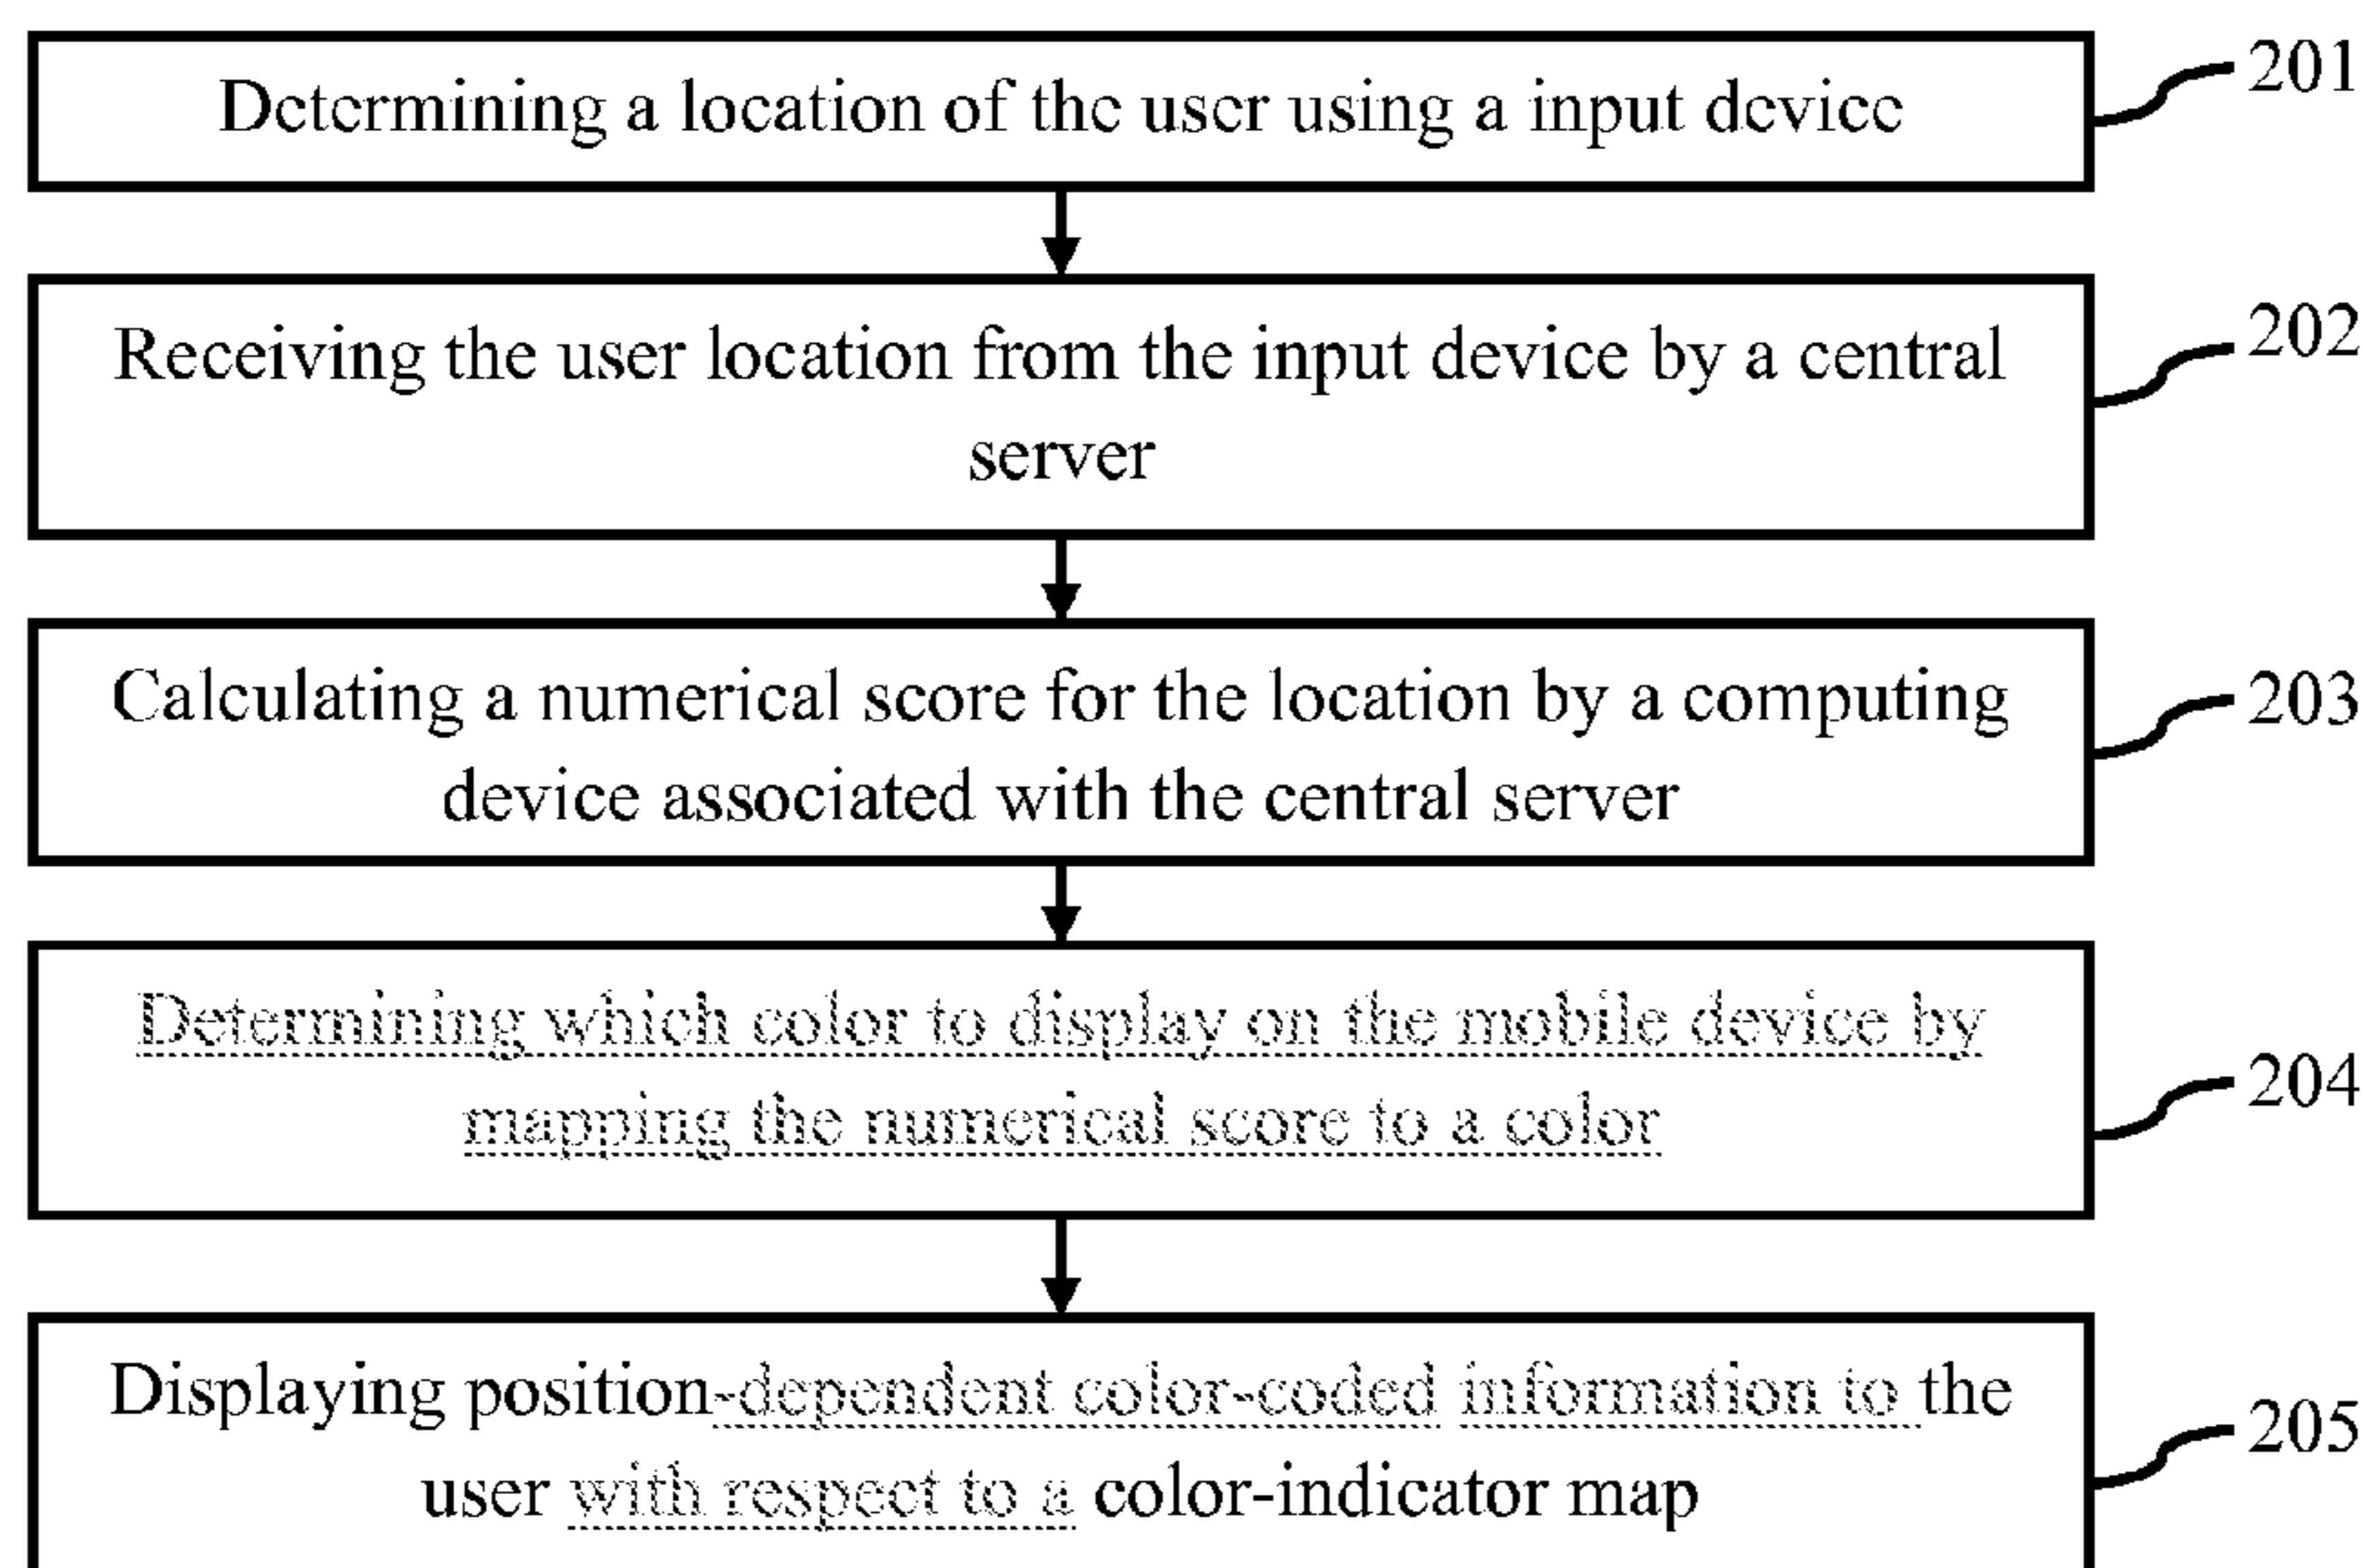 Determining a location of the user using a input device
201
Receiving the user location from the input device by a central
server
202
Calculating a numerical score for the location by a computing
device associated with the central server
203
Determining which color to display on the mobile device by
mapping the numerical score to a color
204
Displaying position-dependent color-coded information to the
user with respect to a color-indicator map
205